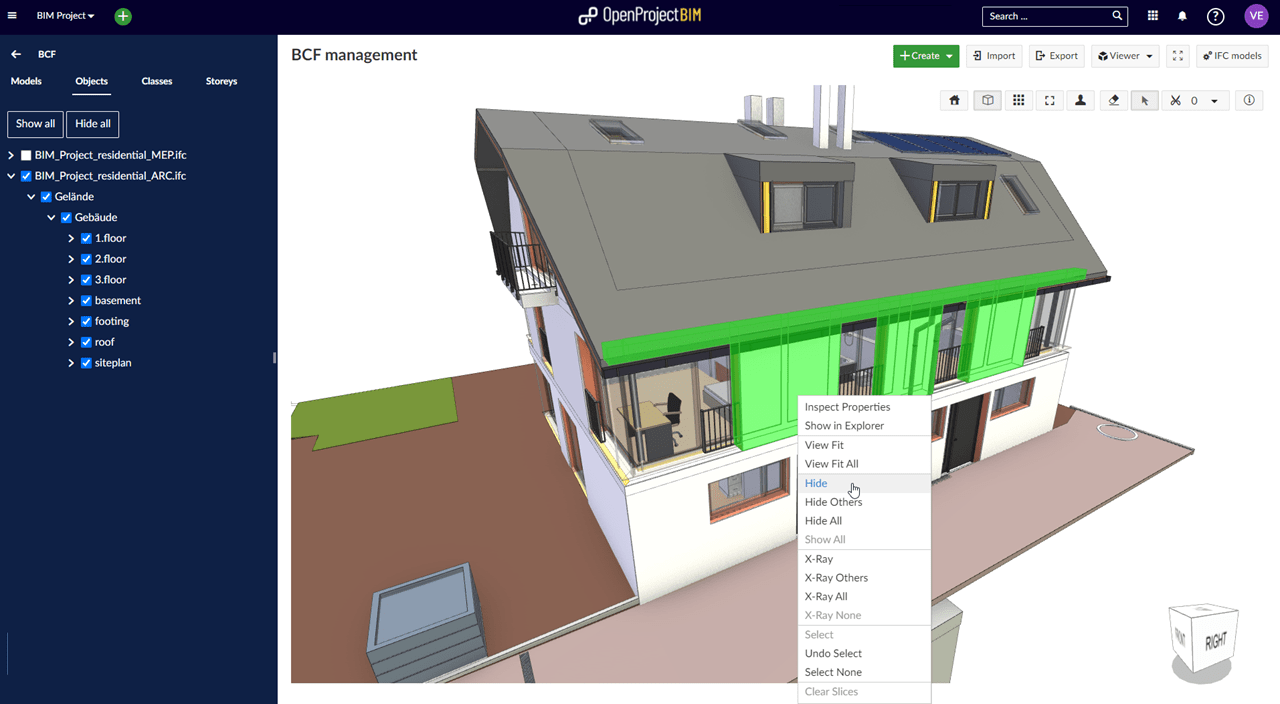 BIM Project
OpenProjectBIM
Search ...
?
VE
BCF
Models
Objects
Classes
Storeys
Show all
Hide all
BIM_Project_residential_MEP.ifc
BIM_Project_residential_ARC.ifc
Gelände
Gebäude
1.floor
2.floor
3.floor
basement
footing
roof
siteplan
BCF management
+ Create
Import
Export
Viewer
IFC models
0
Inspect Properties
Show in Explorer
View Fit
View Fit All
Hide
Hide Others
Hide All
Show All
X-Ray
X-Ray Others
X-Ray All
X-Ray None
Select
Undo Select
Select None
Clear Slices
FRONT
RIGHT